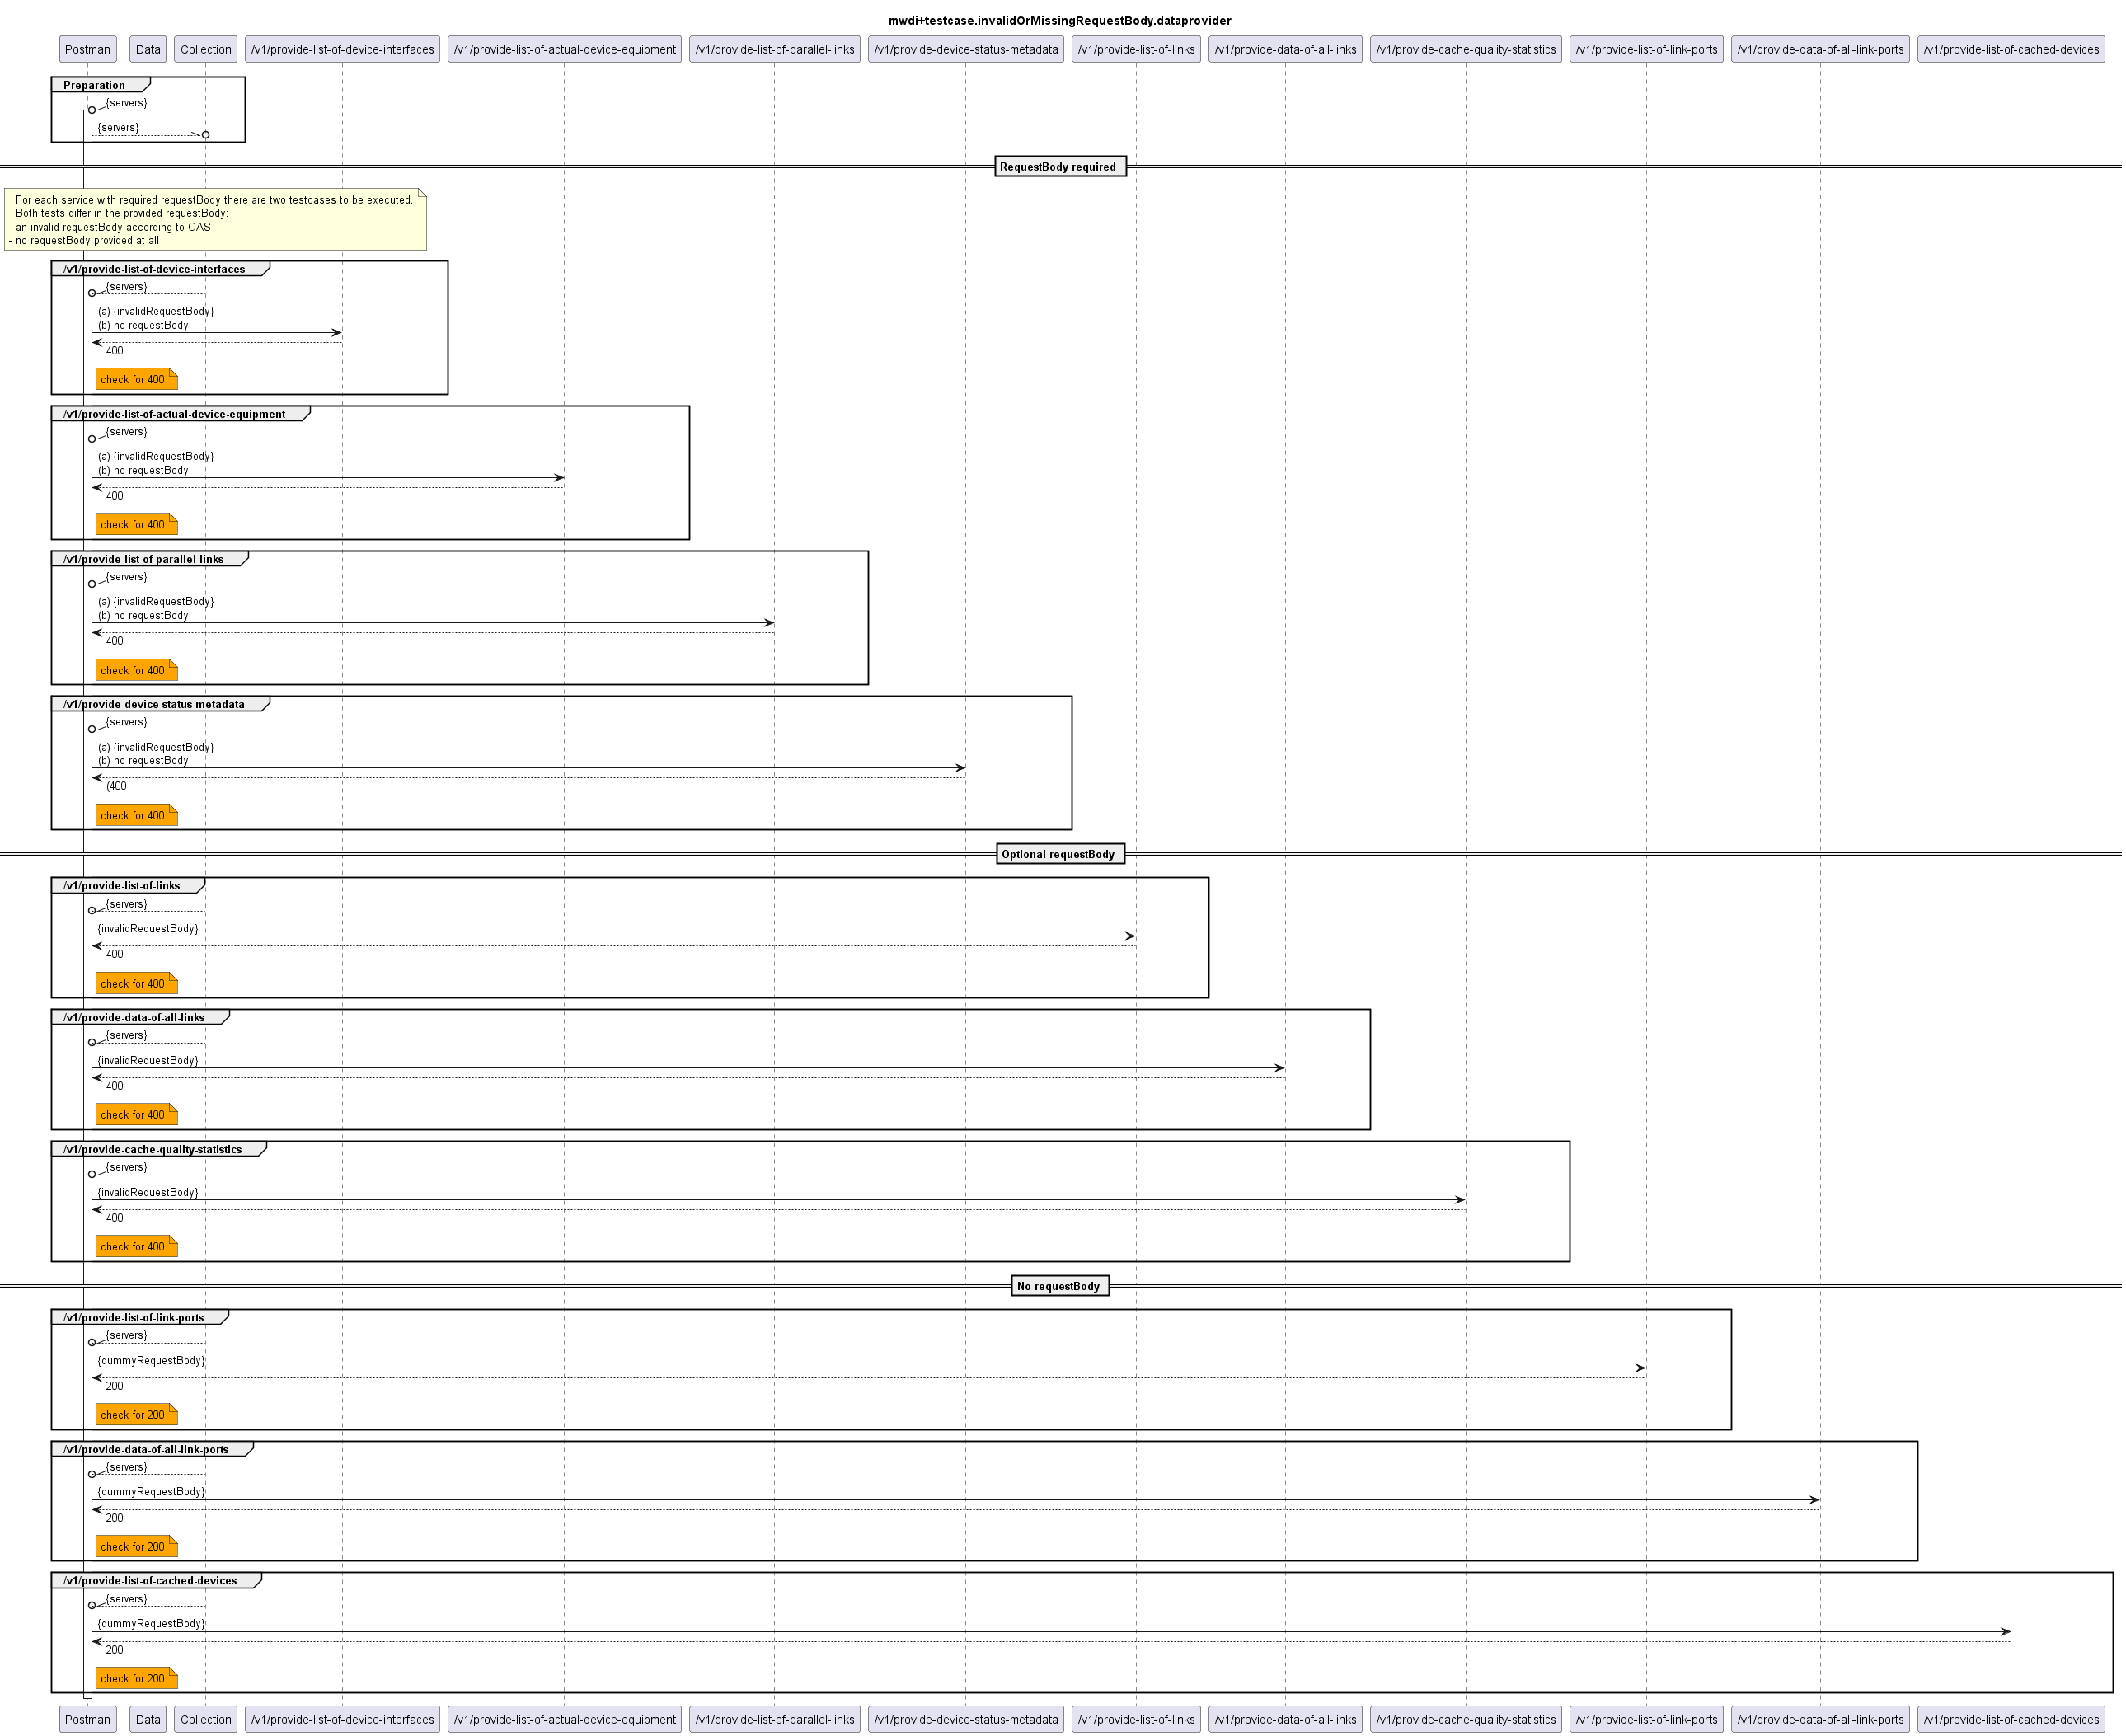 mwdi+testcase.invalidOrMissingRequestBody.dataprovider
Postman
Data
Collection
/v1/provide-list-of-device-interfaces
/v1/provide-list-of-actual-device-equipment
/v1/provide-list-of-parallel-links
/v1/provide-device-status-metadata
/v1/provide-list-of-links
/v1/provide-data-of-all-links
/v1/provide-cache-quality-statistics
/v1/provide-list-of-link-ports
/v1/provide-data-of-all-link-ports
/v1/provide-list-of-cached-devices
Preparation
{servers}
{servers}
RequestBody required
For each service with required requestBody there are two testcases to be executed.
Both tests differ in the provided requestBody:
- an invalid requestBody according to OAS
- no requestBody provided at all
/v1/provide-list-of-device-interfaces
{servers}
(a) {invalidRequestBody}
(b) no requestBody
400
check for 400
/v1/provide-list-of-actual-device-equipment
{servers}
(a) {invalidRequestBody}
(b) no requestBody
400
check for 400
/v1/provide-list-of-parallel-links
{servers}
(a) {invalidRequestBody}
(b) no requestBody
400
check for 400
/v1/provide-device-status-metadata
{servers}
(a) {invalidRequestBody}
(b) no requestBody
(400
check for 400
Optional requestBody
/v1/provide-list-of-links
{servers}
{invalidRequestBody}
400
check for 400
/v1/provide-data-of-all-links
{servers}
{invalidRequestBody}
400
check for 400
/v1/provide-cache-quality-statistics
{servers}
{invalidRequestBody}
400
check for 400
No requestBody
/v1/provide-list-of-link-ports
{servers}
{dummyRequestBody}
200
check for 200
/v1/provide-data-of-all-link-ports
{servers}
{dummyRequestBody}
200
check for 200
/v1/provide-list-of-cached-devices
{servers}
{dummyRequestBody}
200
check for 200
Postman
Data
Collection
/v1/provide-list-of-device-interfaces
/v1/provide-list-of-actual-device-equipment
/v1/provide-list-of-parallel-links
/v1/provide-device-status-metadata
/v1/provide-list-of-links
/v1/provide-data-of-all-links
/v1/provide-cache-quality-statistics
/v1/provide-list-of-link-ports
/v1/provide-data-of-all-link-ports
/v1/provide-list-of-cached-devices